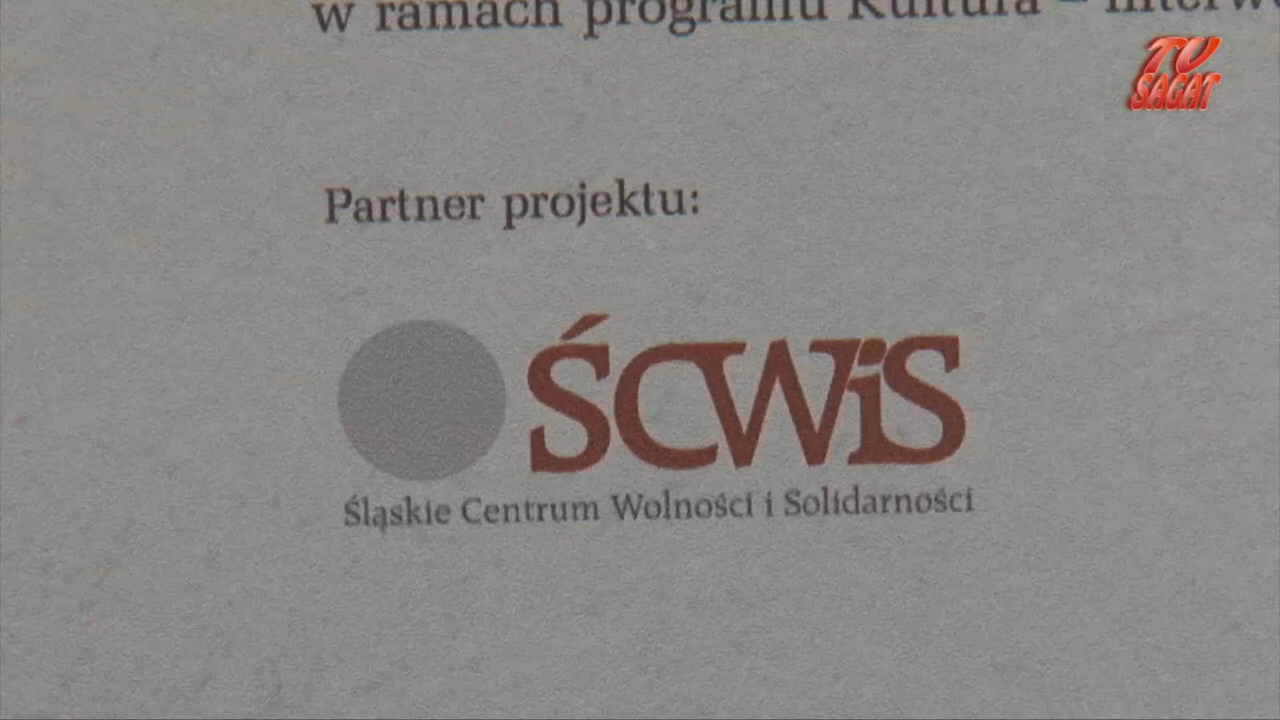 w ramach programu Kultura –
TV
SAGAT
Partner projektu:
ŚCWiS
Śląskie Centrum Wolności i Solidarności